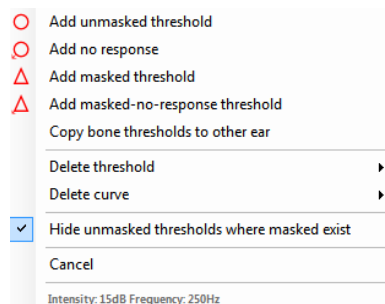 Add unmasked threshold
Add no response
Add masked threshold
Add masked-no-response threshold
Copy bone thresholds to other ear
Delete threshold
Delete curve
Hide unmasked thresholds where masked exist
Cancel
Intensity: 15dB Frequency: 250Hz